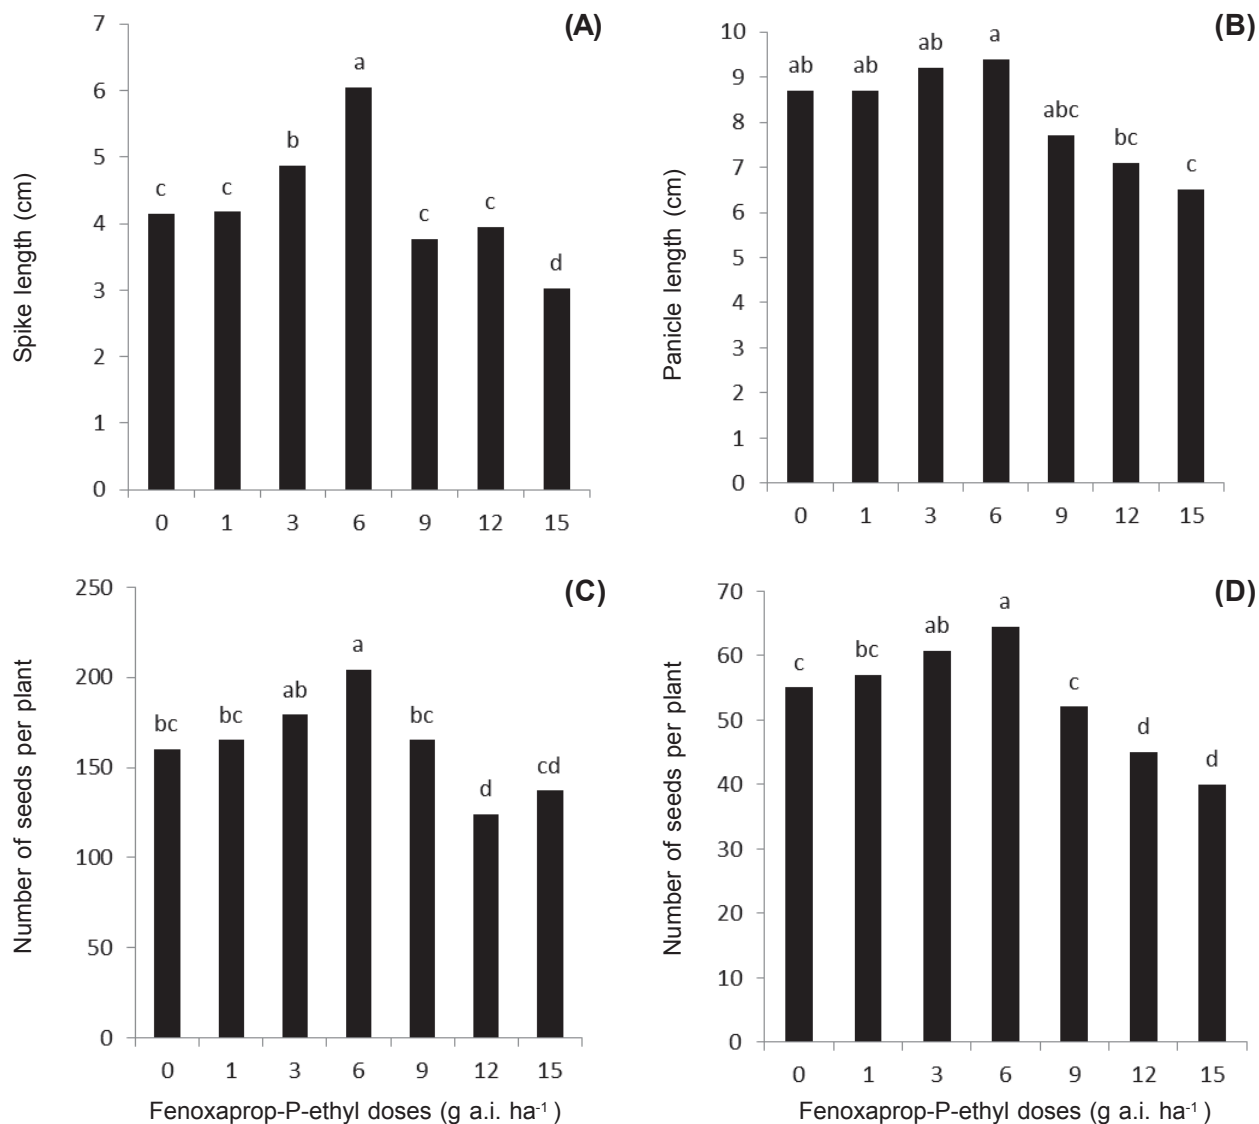 (A)
Spike length (cm)
7
6
5
4
3
2
1
0
c
c
b
a
c
c
d
0 1 3 6 9 12 15
(B)
Panicle length (cm)
10
9
8
7
6
5
4
3
2
1
0
ab
ab
ab
a
abc
bc
c
0 1 3 6 9 12 15
(C)
Number of seeds per plant
250
200
150
100
50
0
bc
bc
ab
a
bc
d
cd
0 1 3 6 9 12 15
Fenoxaprop-P-ethyl doses (g a.i. ha⁻¹)
(D)
Number of seeds per plant
70
60
50
40
30
20
10
0
c
bc
ab
a
c
d
d
0 1 3 6 9 12 15
Fenoxaprop-P-ethyl doses (g a.i. ha⁻¹)